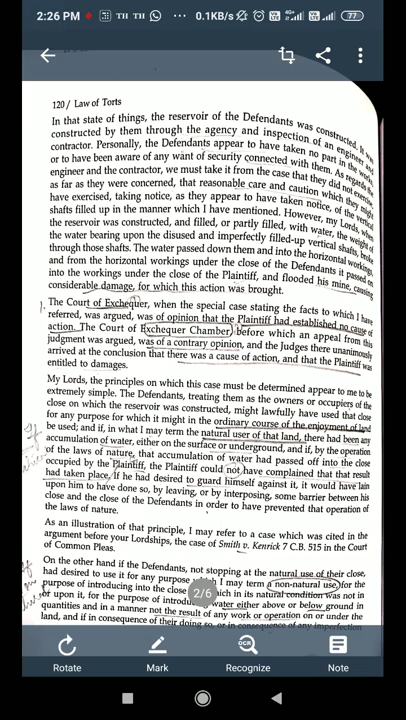 2:26 PM
0.1KB/s
4G+
77
120 / Law of Torts
In that state of things, the reservoir of the Defendants was constructed. It was
constructed by them through the agency and inspection of an engineer and
contractor. Personally, the Defendants appear to have taken no part in the works,
or to have been aware of any want of security connected with them. As regards the
engineer and the contractor, we must take it from the case that they did not exercise,
as far as they were concerned, that reasonable care and caution which they might
have exercised, taking notice, as they appear to have taken notice, of the vertical
shafts filled up in the manner which I have mentioned. However, my Lords, when
the reservoir was constructed, and filled, or partly filled, with water, the weight of
the water bearing upon the disused and imperfectly filled-up vertical shafts, broke
through those shafts. The water passed down them and into the horizontal workings,
and from the horizontal workings under the close of the Defendants it passed on
into the workings under the close of the Plaintiff, and flooded his mine, causing
considerable damage, for which this action was brought.
The Court of Exchequer, when the special case stating the facts to which I have
referred, was argued, was of opinion that the Plaintiff had established no cause of
action. The Court of Exchequer Chamber, before which an appeal from this
judgment was argued, was of a contrary opinion, and the Judges there unanimously
arrived at the conclusion that there was a cause of action, and that the Plaintiff was
entitled to damages.
My Lord, the principles on which this case must be determined appear to me to be
extremely simple. The Defendants, treating them as the owners or occupiers of the
close on which the reservoir was constructed, might lawfully have used that close
for any purpose for which it might in the ordinary course of the enjoyment of land
be used; and if, in what I may term the natural user of that land, there had been any
accumulation of water, either on the surface or underground, and if, by the operation
of the laws of nature, that accumulation of water had passed off into the close
occupied by the Plaintiff, the Plaintiff could not have complained that that result
had taken place. If he had desired to guard himself against it, it would have lain
upon him to have done so, by leaving, or by interposing, some barrier between his
close and the close of the Defendants in order to have prevented that operation of
the laws of nature.
As an illustration of that principle, I may refer to a case which was cited in the
argument before your Lordships, the case of Smith v. Kenrick 7 C.B. 515 in the Court
of Common Pleas.
On the other hand if the Defendants, not stopping at the natural use of their close,
had desired to use it for any purpose which I may term a non-natural use, for the
purpose of introducing into the close which in its natural condition was not in
or upon it, for the purpose of introdu water either above or below ground in
quantities and in a manner not the result of any work or operation on or under the
land, and if in consequence of their doing so, or in consequence of any imperfection
2/6
Rotate
Mark
OCR
Recognize
Note